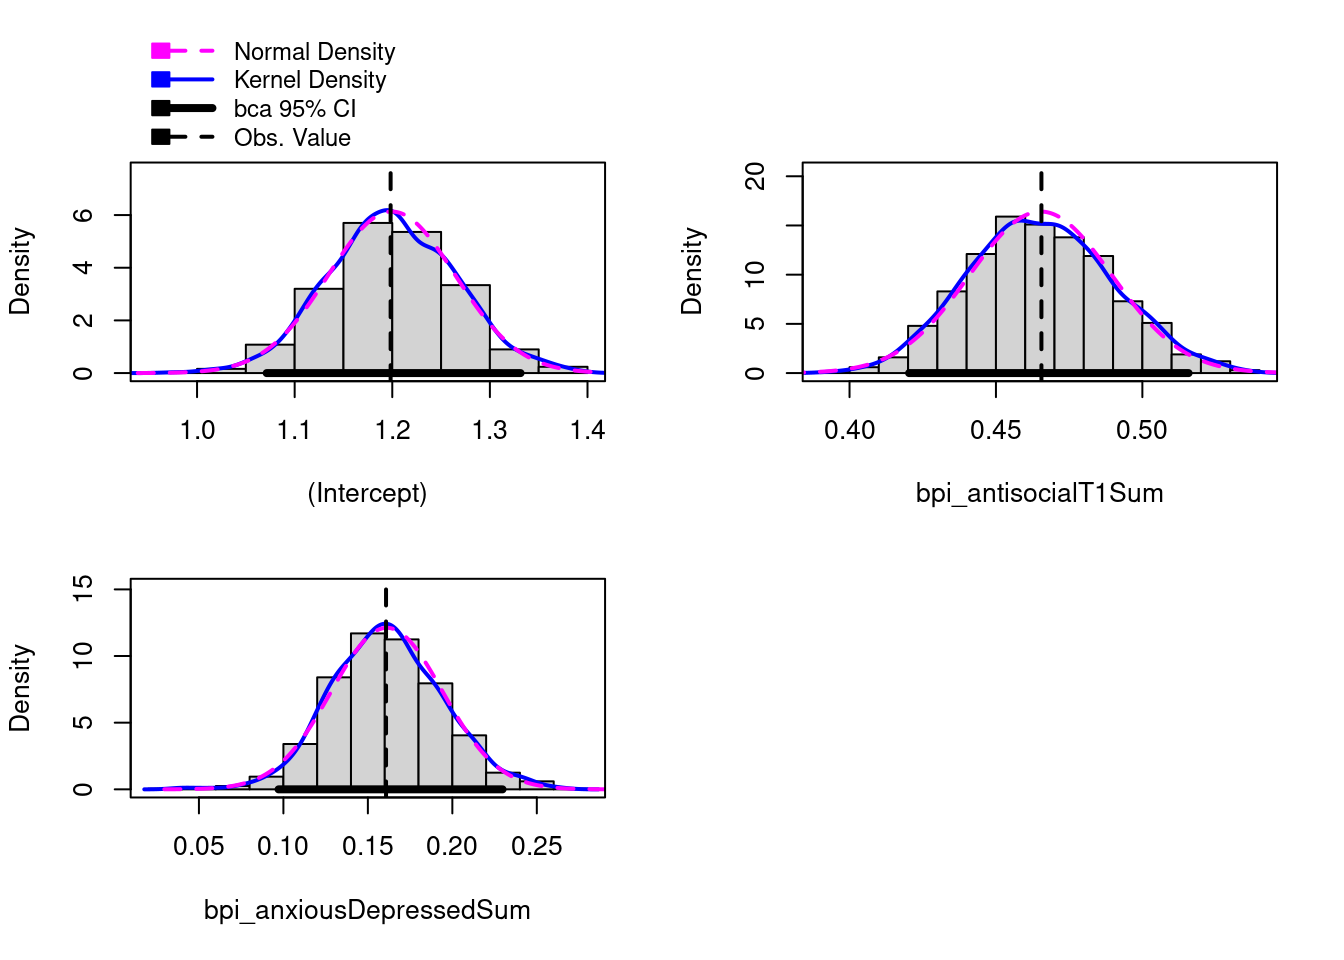 Normal Density
Kernel Density
bca 95% CI
Obs. Value
Density
0 2 4 6
1.0 1.1 1.2 1.3 1.4
(Intercept)
Density
0 5 10 20
0.40 0.45 0.50
bpi_antisocialT1Sum
Density
0 5 10 15
0.05 0.10 0.15 0.20 0.25
bpi_anxiousDepressedSum